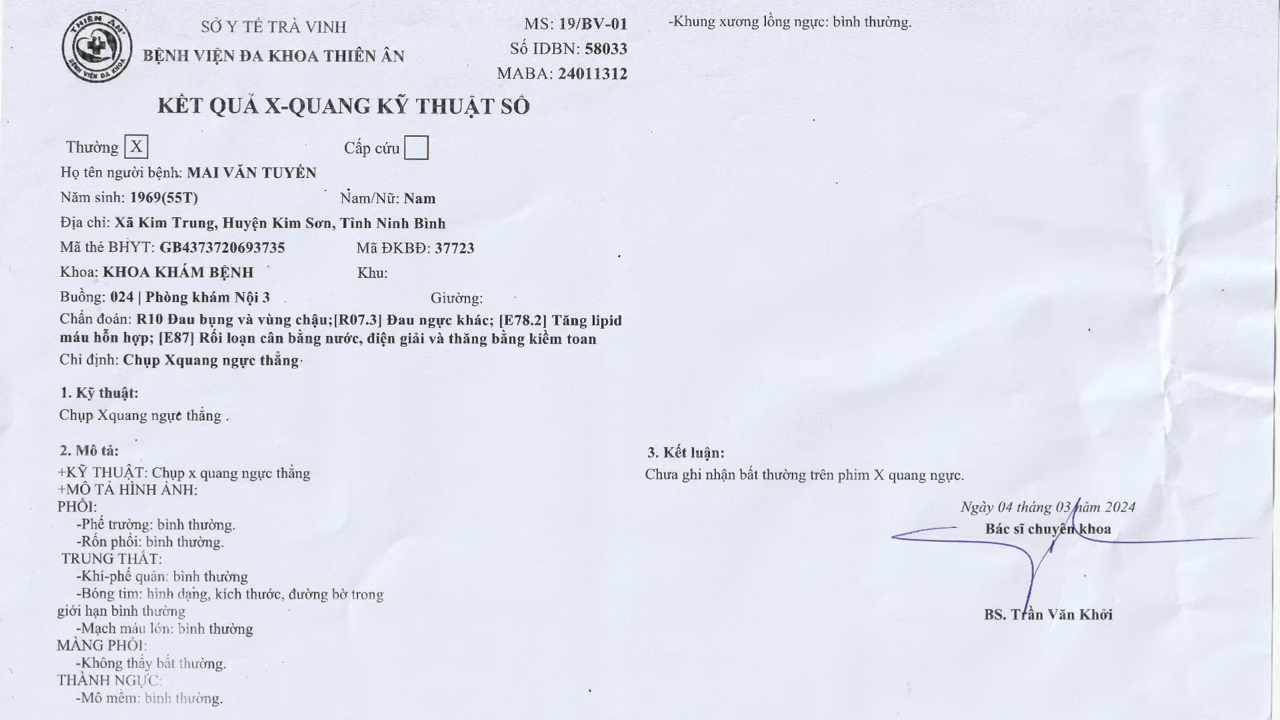 THIÊN ÂN
BỆNH VIỆN ĐA KHOA
SỞ Y TẾ TRÀ VINH
BỆNH VIỆN ĐA KHOA THIÊN ÂN
MS: 19/BV-01
Số IDBN: 58033
MABA: 24011312
KẾT QUẢ X-QUANG KỸ THUẬT SỐ
Thường X Cấp cứu
Họ tên người bệnh: MAI VĂN TUYỂN
Năm sinh: 1969(55T) Nam/Nữ: Nam
Địa chỉ: Xã Kim Trung, Huyện Kim Sơn, Tỉnh Ninh Bình
Mã thẻ BHYT: GB4373720693735 Mã ĐKBĐ: 37723
Khoa: KHOA KHÁM BỆNH Khu:
Buồng: 024 | Phòng khám Nội 3 Giường:
Chẩn đoán: R10 Đau bụng và vùng chậu;[R07.3] Đau ngực khác; [E78.2] Tăng lipid
máu hỗn hợp; [E87] Rối loạn cân bằng nước, điện giải và thăng bằng kiềm toan
Chỉ định: Chụp Xquang ngực thẳng
1. Kỹ thuật:
Chụp Xquang ngực thẳng .
2. Mô tả:
+KỸ THUẬT: Chụp x quang ngực thẳng
+MÔ TẢ HÌNH ẢNH:
PHỔI:
-Phế trường: bình thường.
-Rốn phổi: bình thường.
TRUNG THẤT:
-Khí-phế quản: bình thường
-Bóng tim: hình dạng, kích thước, đường bờ trong
giới hạn bình thường
-Mạch máu lớn: bình thường
MÀNG PHỔI:
-Không thấy bất thường.
THÀNH NGỰC:
-Mô mềm: bình thường.
-Khung xương lồng ngực: bình thường.
3. Kết luận:
Chưa ghi nhận bất thường trên phim X quang ngực.
Ngày 04 tháng 03 năm 2024
Bác sĩ chuyên khoa
BS. Trần Văn Khởi